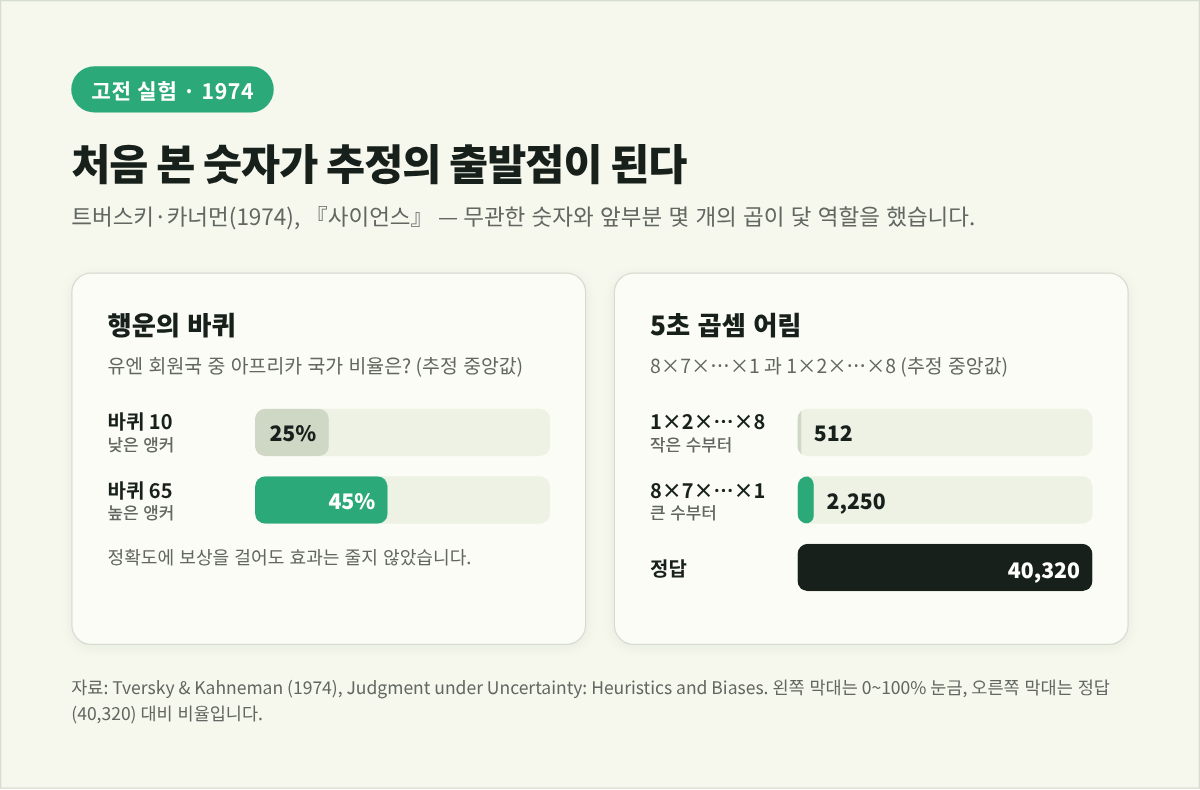 고전 실험 · 1974
처음 본 숫자가 추정의 출발점이 된다
트버스키·카너먼(1974), 『사이언스』 — 무관한 숫자와 앞부분 몇 개의 곱이 닻 역할을 했습니다.
행운의 바퀴
유엔 회원국 중 아프리카 국가 비율은? (추정 중앙값)
바퀴 10
낮은 앵커
25%
바퀴 65
높은 앵커
45%
정확도에 보상을 걸어도 효과는 줄지 않았습니다.
5초 곱셈 어림
8×7×⋯×1 과 1×2×⋯×8 (추정 중앙값)
1×2×⋯×8
작은 수부터
512
8×7×⋯×1
큰 수부터
2,250
정답
40,320
자료: Tversky & Kahneman (1974), Judgment under Uncertainty: Heuristics and Biases. 왼쪽 막대는 0~100% 눈금, 오른쪽 막대는 정답
(40,320) 대비 비율입니다.